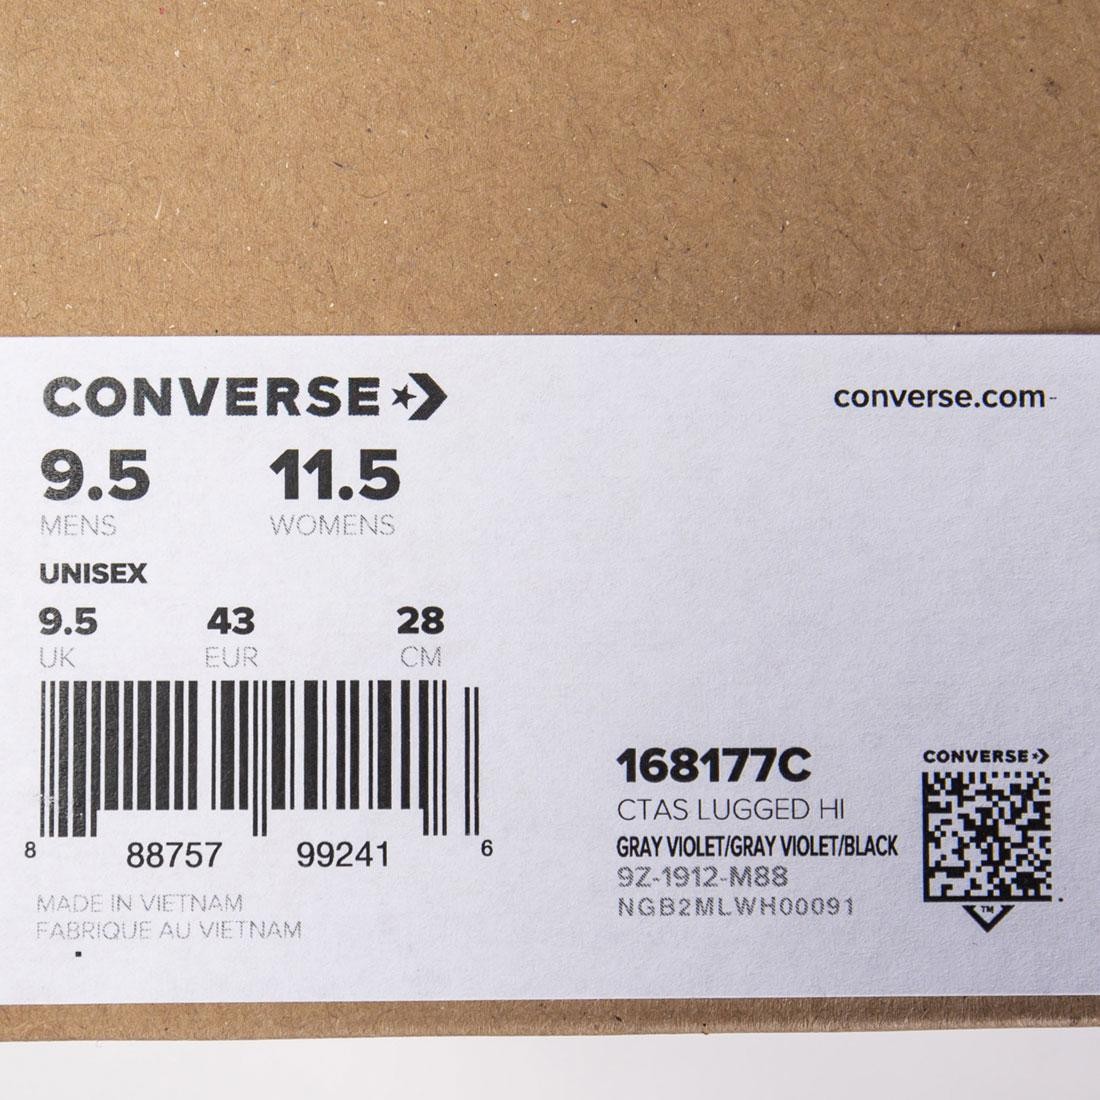 CONVERSE
converse.com
9.5 11.5
MENS WOMENS
UNISEX
9.5 43 28
UK EUR CM
8 88757 99241 6
MADE IN VIETNAM
FABRIQUE AU VIETNAM
168177C
CTAS LUGGED HI
GRAY VIOLET/GRAY VIOLET/BLACK
9Z-1912-M88
NGB2MLWH00091
CONVERSE
TM